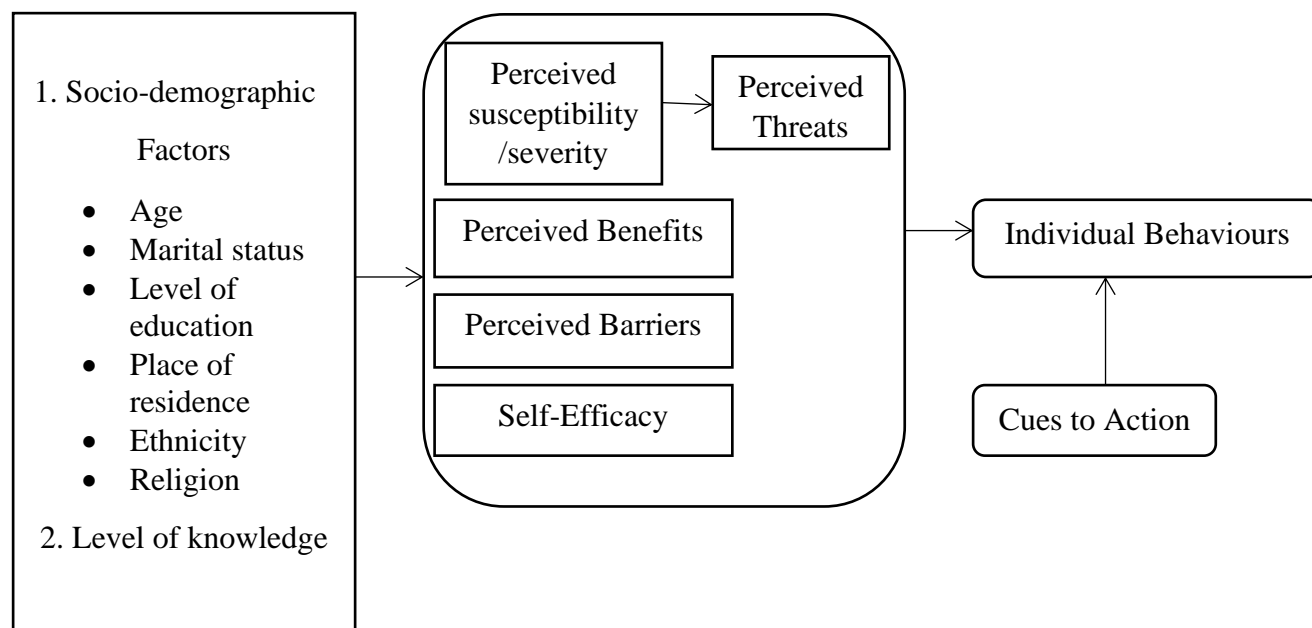 1. Socio-demographic
Factors
• Age
• Marital status
• Level of
education
• Place of
residence
• Ethnicity
• Religion
2. Level of knowledge
Perceived
susceptibility
/severity
Perceived
Threats
Perceived Benefits
Perceived Barriers
Self-Efficacy
Individual Behaviours
Cues to Action